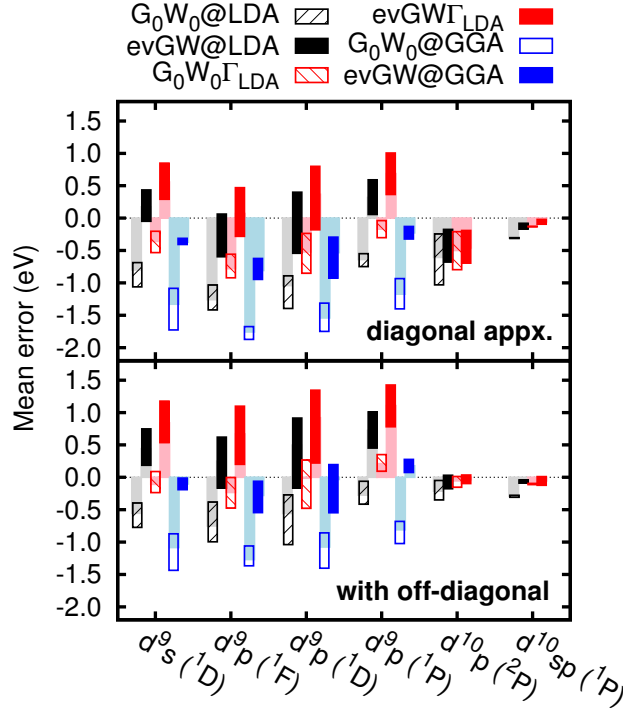 G₀W₀@LDA evGWΓ_LDA
evGW@LDA G₀W₀@GGA
G₀W₀Γ_LDA evGW@GGA
Mean error (eV)
1.5
1.0
0.5
0.0
-0.5
-1.0
-1.5
-2.0
diagonal appx.
1.5
1.0
0.5
0.0
-0.5
-1.0
-1.5
-2.0
with off-diagonal
d⁹s (¹D)
d⁹p (¹F)
d⁹p (¹D)
d⁹p (¹P)
d¹⁰p (²P)
d¹⁰sp (¹P)